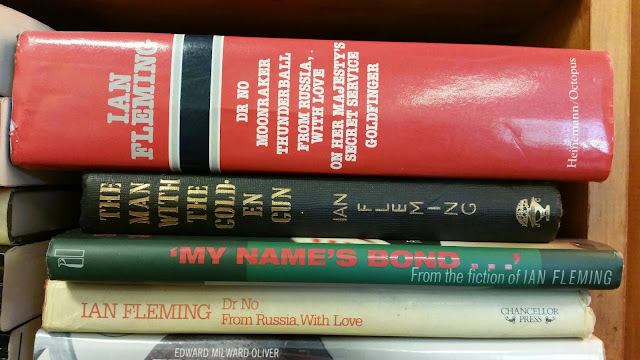 IAN
FLEMING
DR NO
MOONRAKER
THUNDERBALL
FROM RUSSIA,
WITH LOVE
ON HER MAJESTY'S
SECRET SERVICE
GOLDFINGER
Heinemann/Octopus
THE
MAN
WITH
THE
GOLD-
EN
GUN
IAN
FLEMING
'MY NAME'S BOND . . .'
From the fiction of IAN FLEMING
IAN FLEMING Dr No
From Russia, With Love
CHANCELLOR
PRESS
EDWARD MILWARD OLIVER